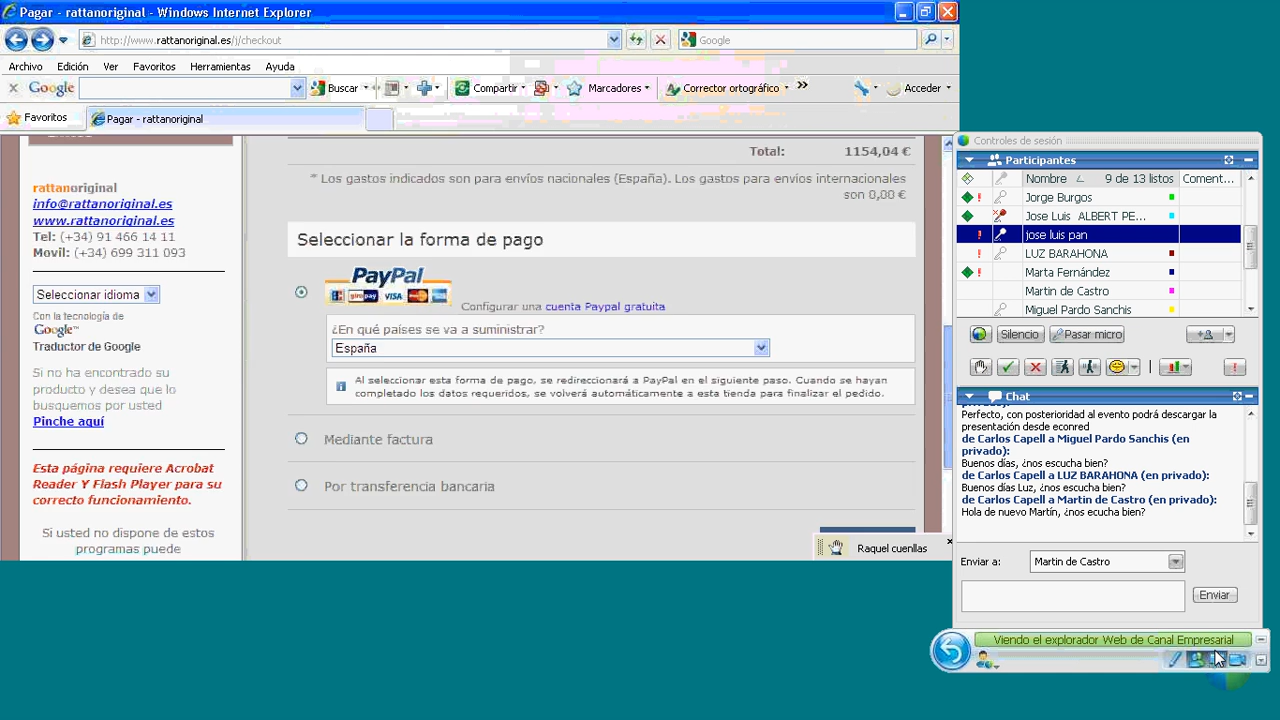 Pagar - rattanoriginal - Windows Internet Explorer
http://www.rattanoriginal.es/j/checkout
Google
Archivo Edición Ver Favoritos Herramientas Ayuda
x Google Buscar Compartir Marcadores Corrector ortográfico » Acceder
Favoritos Pagar - rattanoriginal
rattanoriginal
info@rattanoriginal.es
www.rattanoriginal.es
Tel: (+34) 91 466 14 11
Movil: (+34) 699 311 093
Seleccionar idioma
Con la tecnología de
Google™
Traductor de Google
Si no ha encontrado su
producto y desea que lo
busquemos por usted
Pinche aquí
Esta página requiere Acrobat
Reader Y Flash Player para su
correcto funcionamiento.
Si usted no dispone de estos
programas puede
Total: 1154,04 €
* Los gastos indicados son para envíos nacionales (España). Los gastos para envíos internacionales
son 0,00 €
Seleccionar la forma de pago
PayPal
giropay VISA
Configurar una cuenta Paypal gratuita
¿En qué países se va a suministrar?
España
Al seleccionar esta forma de pago, se redireccionará a PayPal en el siguiente paso. Cuando se hayan
completado los datos requeridos, se volverá automáticamente a esta tienda para finalizar el pedido.
Mediante factura
Por transferencia bancaria
Raquel cuenllas
Controles de sesión
Participantes
Nombre 9 de 13 listos Coment...
Jorge Burgos
Jose Luis ALBERT PE...
jose luis pan
LUZ BARAHONA
Marta Fernández
Martin de Castro
Miguel Pardo Sanchis
Silencio Pasar micro
Chat
Perfecto, con posterioridad al evento podrá descargar la
presentación desde econred
de Carlos Capell a Miguel Pardo Sanchis (en
privado):
Buenos días, ¿nos escucha bien?
de Carlos Capell a LUZ BARAHONA (en privado):
Buenos días Luz, ¿nos escucha bien?
de Carlos Capell a Martin de Castro (en privado):
Hola de nuevo Martín, ¿nos ecucha bien?
Enviar a: Martin de Castro
Enviar
Viendo el explorador Web de Canal Empresarial